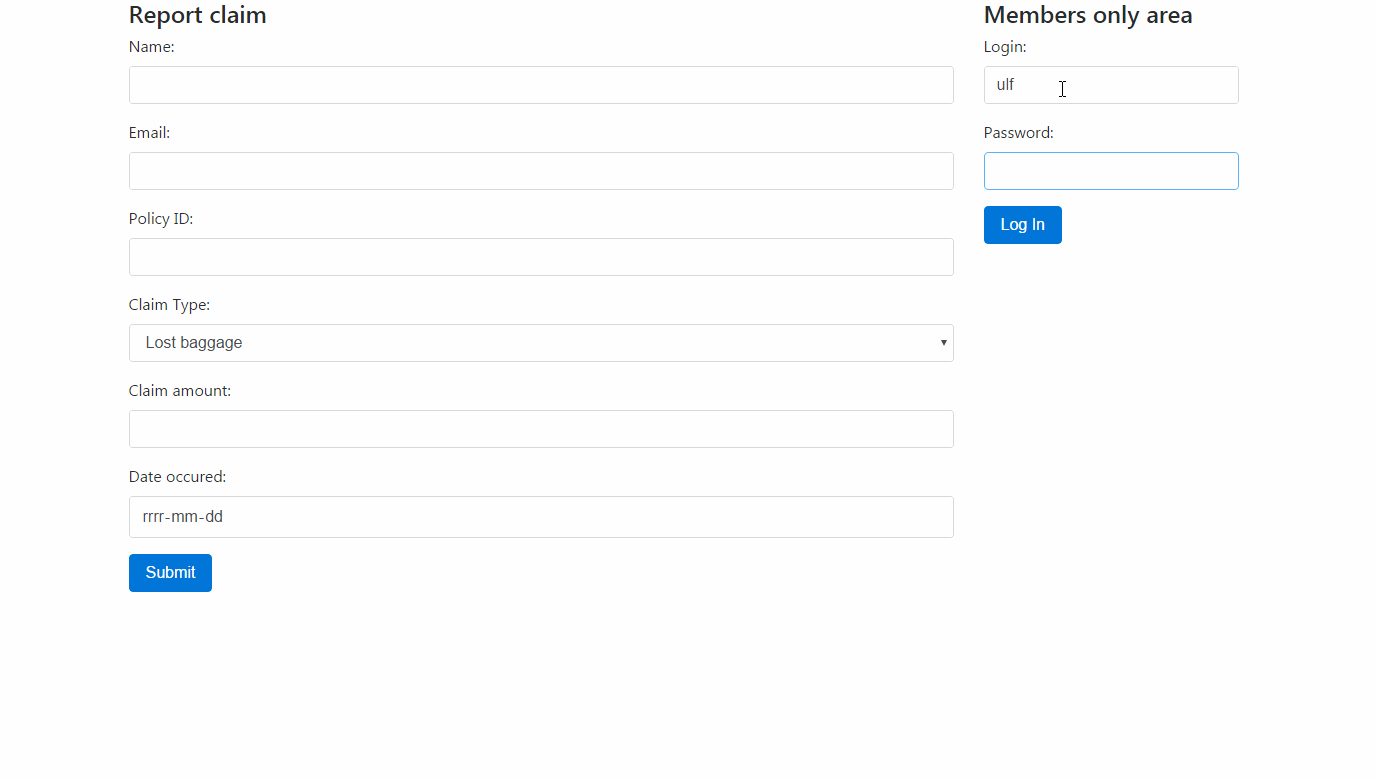 Report claim
Name:
Email:
Policy ID:
Claim Type:
Lost baggage
Claim amount:
Date occured:
rrrr-mm-dd
Submit
Members only area
Login:
ulf
Password:
Log In